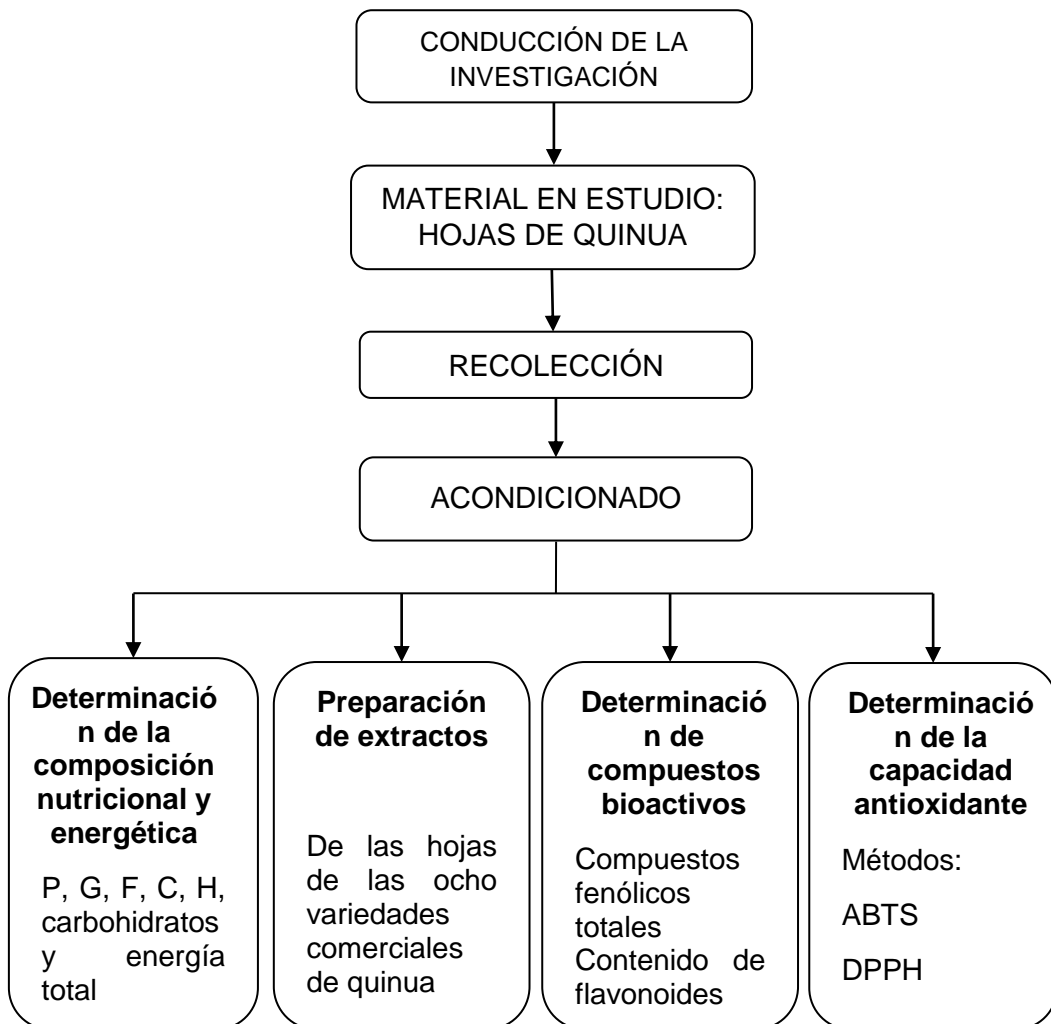 CONDUCCIÓN DE LA
INVESTIGACIÓN
MATERIAL EN ESTUDIO:
HOJAS DE QUINUA
RECOLECCIÓN
ACONDICIONADO
Determinació
n de la
composición
nutricional y
energética
P, G, F, C, H,
carbohidratos
y energía
total
Preparación
de extractos
De las hojas
de las ocho
variedades
comerciales
de quinua
Determinació
n de
compuestos
bioactivos
Compuestos
fenólicos
totales
Contenido de
flavonoides
Determinació
n de la
capacidad
antioxidante
Métodos:
ABTS
DPPH